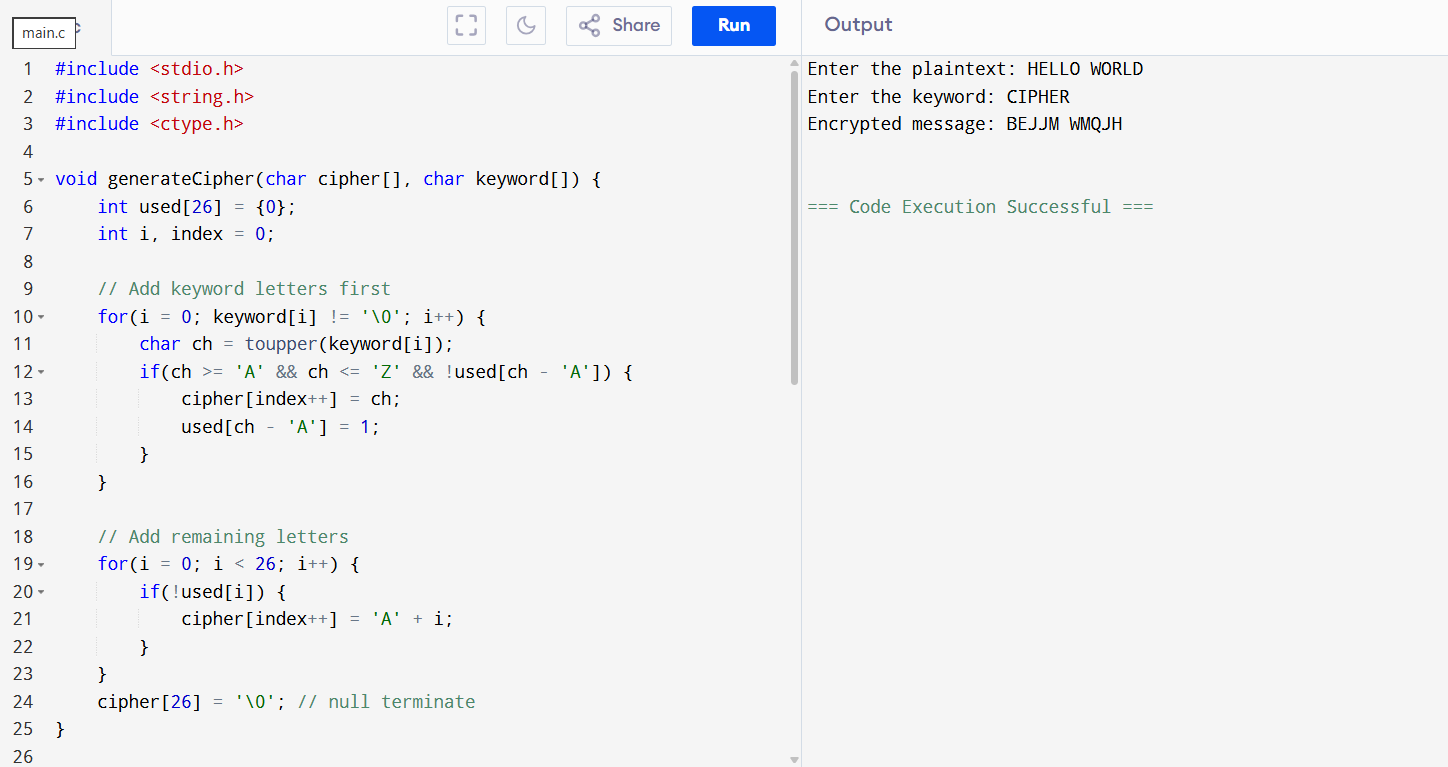 main.c
Share
Run
Output
1 #include <stdio.h>
2 #include <string.h>
3 #include <ctype.h>
4
5 void generateCipher(char cipher[], char keyword[]) {
6     int used[26] = {0};
7     int i, index = 0;
8
9     // Add keyword letters first
10     for(i = 0; keyword[i] != '\0'; i++) {
11         char ch = toupper(keyword[i]);
12         if(ch >= 'A' && ch <= 'Z' && !used[ch - 'A']) {
13             cipher[index++] = ch;
14             used[ch - 'A'] = 1;
15         }
16     }
17
18     // Add remaining letters
19     for(i = 0; i < 26; i++) {
20         if(!used[i]) {
21             cipher[index++] = 'A' + i;
22         }
23     }
24     cipher[26] = '\0'; // null terminate
25 }
26
Enter the plaintext: HELLO WORLD
Enter the keyword: CIPHER
Encrypted message: BEJJM WMQJH
=== Code Execution Successful ===